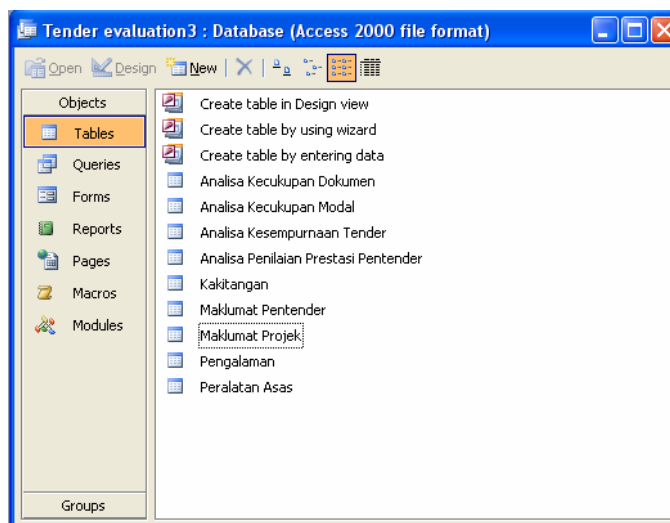 Tender evaluation3 : Database (Access 2000 file format)
Open Design New
Objects
Tables
Queries
Forms
Reports
Pages
Macros
Modules
Groups
Create table in Design view
Create table by using wizard
Create table by entering data
Analisa Kecukupan Dokumen
Analisa Kecukupan Modal
Analisa Kesempurnaan Tender
Analisa Penilaian Prestasi Pentender
Kakitangan
Maklumat Pentender
Maklumat Projek
Pengalaman
Peralatan Asas